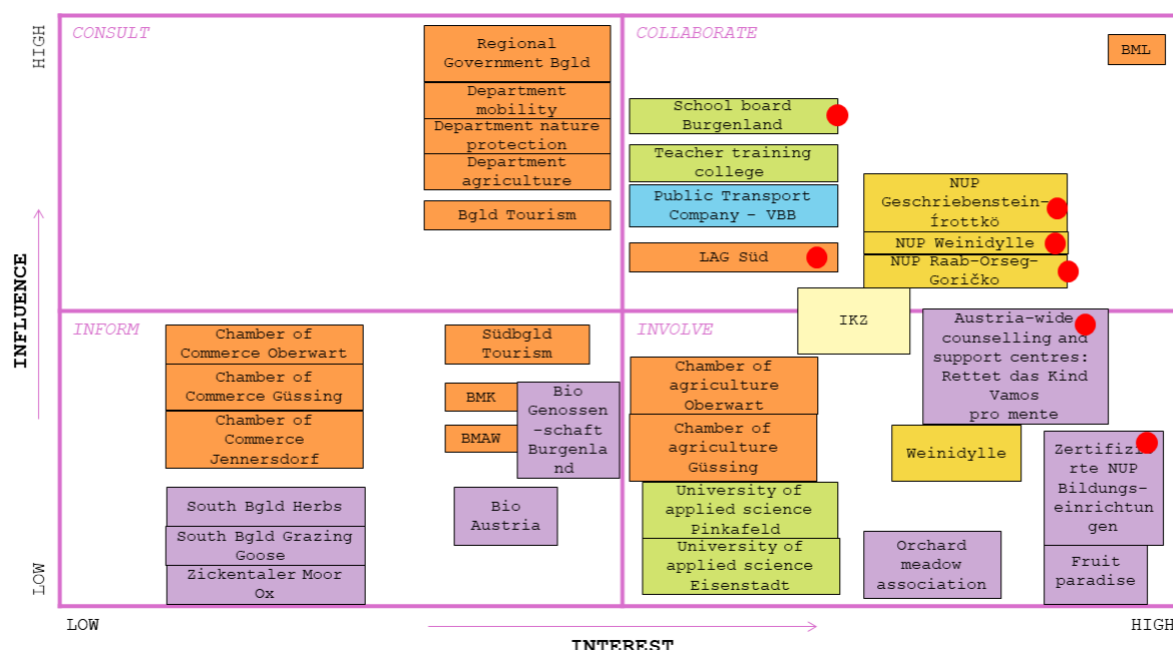 HIGH
INFLUENCE
LOW
CONSULT
Regional
Government Bgld
Department
mobility
Department nature
protection
Department
agriculture
Bgld Tourism
COLLABORATE
BML
School board
Burgenland
Teacher training
college
Public Transport
Company - VBB
LAG Süd
NUP
Geschriebenstein-
Írottkö
NUP Weinidylle
NUP Raab-Orseg-
Goričko
IKZ
INFORM
Chamber of
Commerce Oberwart
Chamber of
Commerce Güssing
Chamber of
Commerce
Jennersdorf
Südbgld
Tourism
BMK
BMAW
Bio
Genossen
-schaft
Burgenla
nd
South Bgld Herbs
South Bgld Grazing
Goose
Zickentaler Moor
Ox
Bio
Austria
INVOLVE
Chamber of
agriculture
Oberwart
Chamber of
agriculture
Güssing
University of
applied science
Pinkafeld
University of
applied science
Eisenstadt
Austria-wide
counselling and
support centres:
Rettet das Kind
Vamos
pro mente
Weinidylle
Zertifizie
rte NUP
Bildungs-
einrichtun
gen
Orchard
meadow
association
Fruit
paradise
LOW
HIGH
INTEREST